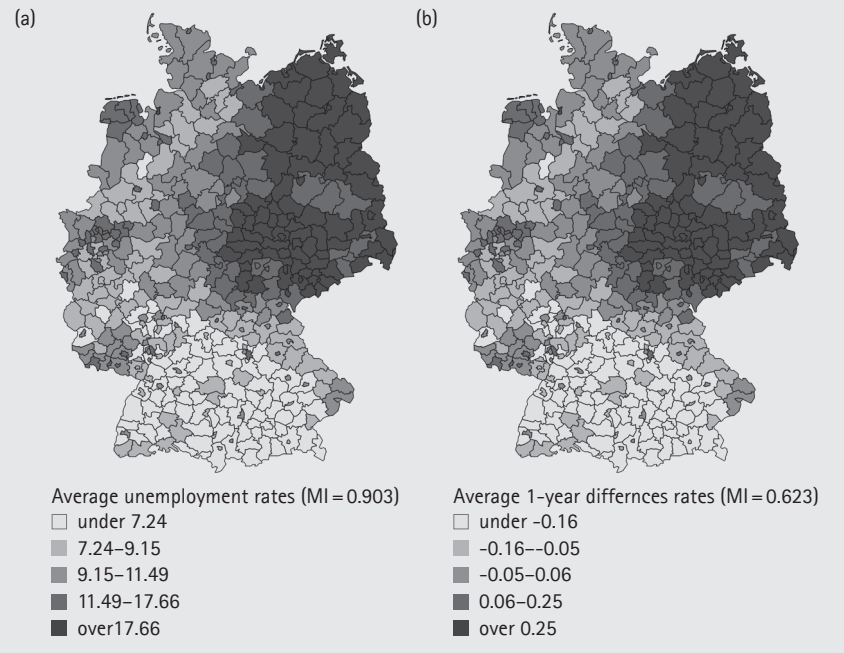 (a)
(b)
Average unemployment rates (MI = 0.903)
under 7.24
7.24–9.15
9.15–11.49
11.49–17.66
over17.66
Average 1-year differnces rates (MI = 0.623)
under -0.16
-0.16--0.05
-0.05–0.06
0.06–0.25
over 0.25